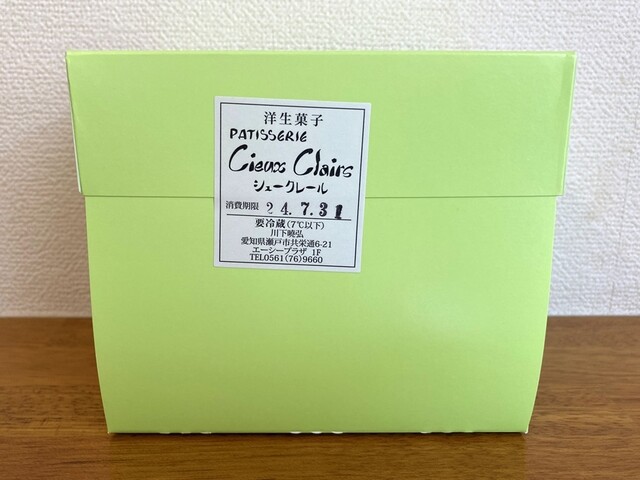 洋生菓子
PATISSERIE
Cieux Clairs
シュークレール
消費期限 24.7.31
要冷蔵(7℃以下)
川下曉弘
愛知県瀬戸市共栄通6-21
エーシープラザ 1F
TEL0561(76)9660